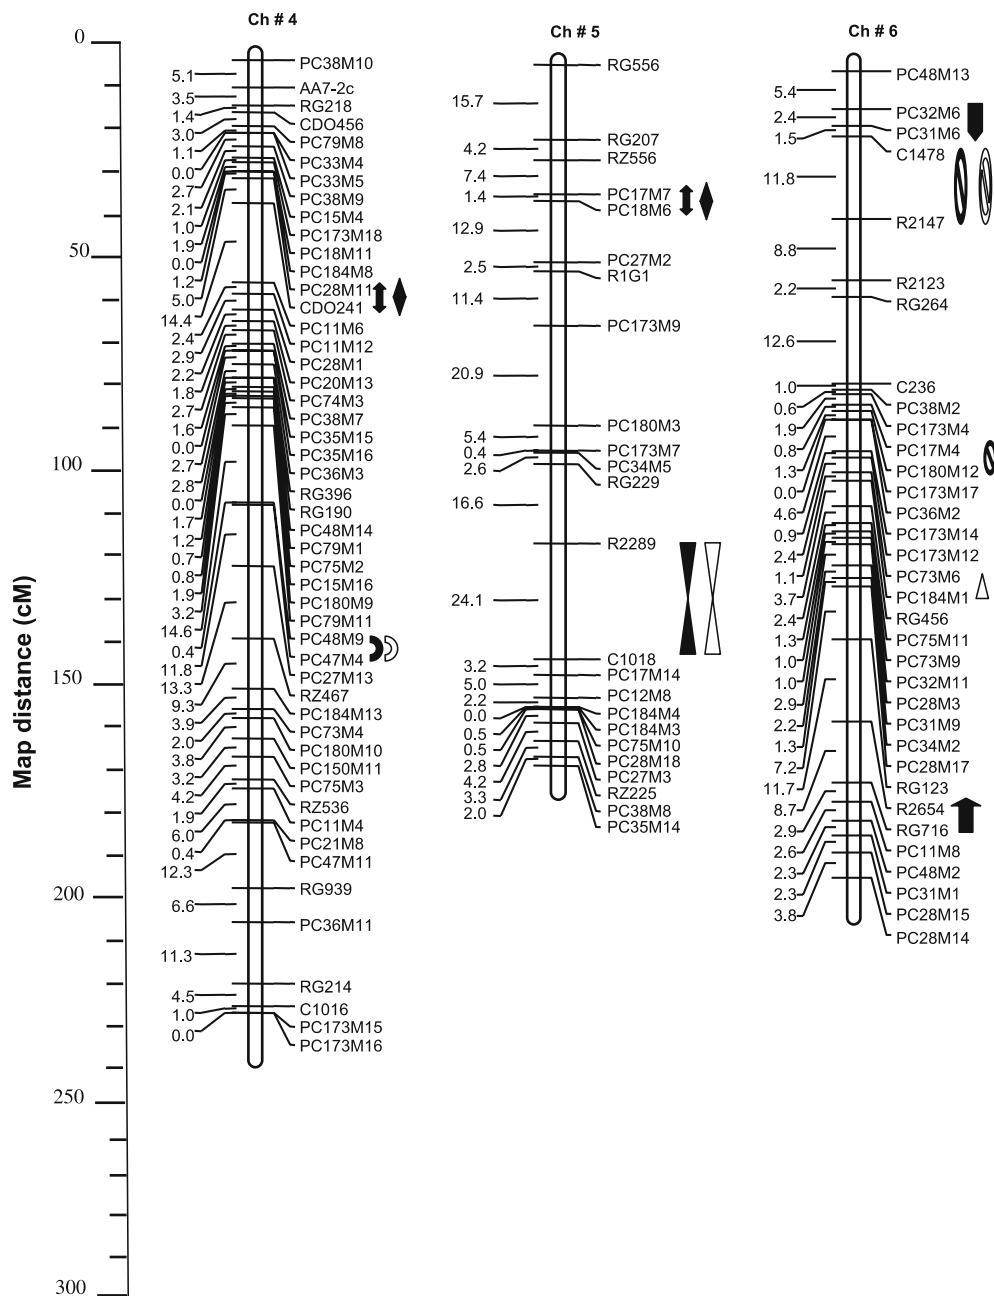 Map distance (cM)
0
50
100
150
200
250
300
Ch # 4
5.1
3.5
1.4
3.0
1.1
0.0
2.7
2.1
1.0
1.9
0.0
1.2
5.0
14.4
2.4
2.9
2.2
1.8
2.7
1.6
0.0
2.7
2.8
0.0
1.7
1.2
0.7
0.8
1.9
3.2
14.6
0.4
11.8
13.3
9.3
3.9
2.0
3.8
3.2
4.2
1.9
6.0
0.4
12.3
6.6
11.3
4.5
1.0
0.0
PC38M10
AA7-2c
RG218
CDO456
PC79M8
PC33M4
PC33M5
PC38M9
PC15M4
PC173M18
PC18M11
PC184M8
PC28M11
CDO241
PC11M6
PC11M12
PC28M1
PC20M13
PC74M3
PC38M7
PC35M15
PC35M16
PC36M3
RG396
RG190
PC48M14
PC79M1
PC75M2
PC15M16
PC180M9
PC79M11
PC48M9
PC47M4
PC27M13
RZ467
PC184M13
PC73M4
PC180M10
PC150M11
PC75M3
RZ536
PC11M4
PC21M8
PC47M11
RG939
PC36M11
RG214
C1016
PC173M15
PC173M16
Ch # 5
15.7
4.2
7.4
1.4
12.9
2.5
11.4
20.9
5.4
0.4
2.6
16.6
24.1
3.2
5.0
2.2
0.0
0.5
0.5
2.8
4.2
3.3
2.0
RG556
RG207
RZ556
PC17M7
PC18M6
PC27M2
R1G1
PC173M9
PC180M3
PC173M7
PC34M5
RG229
R2289
C1018
PC17M14
PC12M8
PC184M4
PC184M3
PC75M10
PC28M18
PC27M3
RZ225
PC38M8
PC35M14
Ch # 6
5.4
2.4
1.5
11.8
8.8
2.2
12.6
1.0
0.6
1.9
0.8
1.3
0.0
4.6
0.9
2.4
1.1
3.7
2.4
1.3
1.0
1.0
2.9
2.2
1.3
7.2
11.7
8.7
2.9
2.6
2.3
2.3
3.8
PC48M13
PC32M6
PC31M6
C1478
R2147
R2123
RG264
C236
PC38M2
PC173M4
PC17M4
PC180M12
PC173M17
PC36M2
PC173M14
PC173M12
PC73M6
PC184M1
RG456
PC75M11
PC73M9
PC32M11
PC28M3
PC31M9
PC34M2
PC28M17
RG123
R2654
RG716
PC11M8
PC48M2
PC31M1
PC28M15
PC28M14